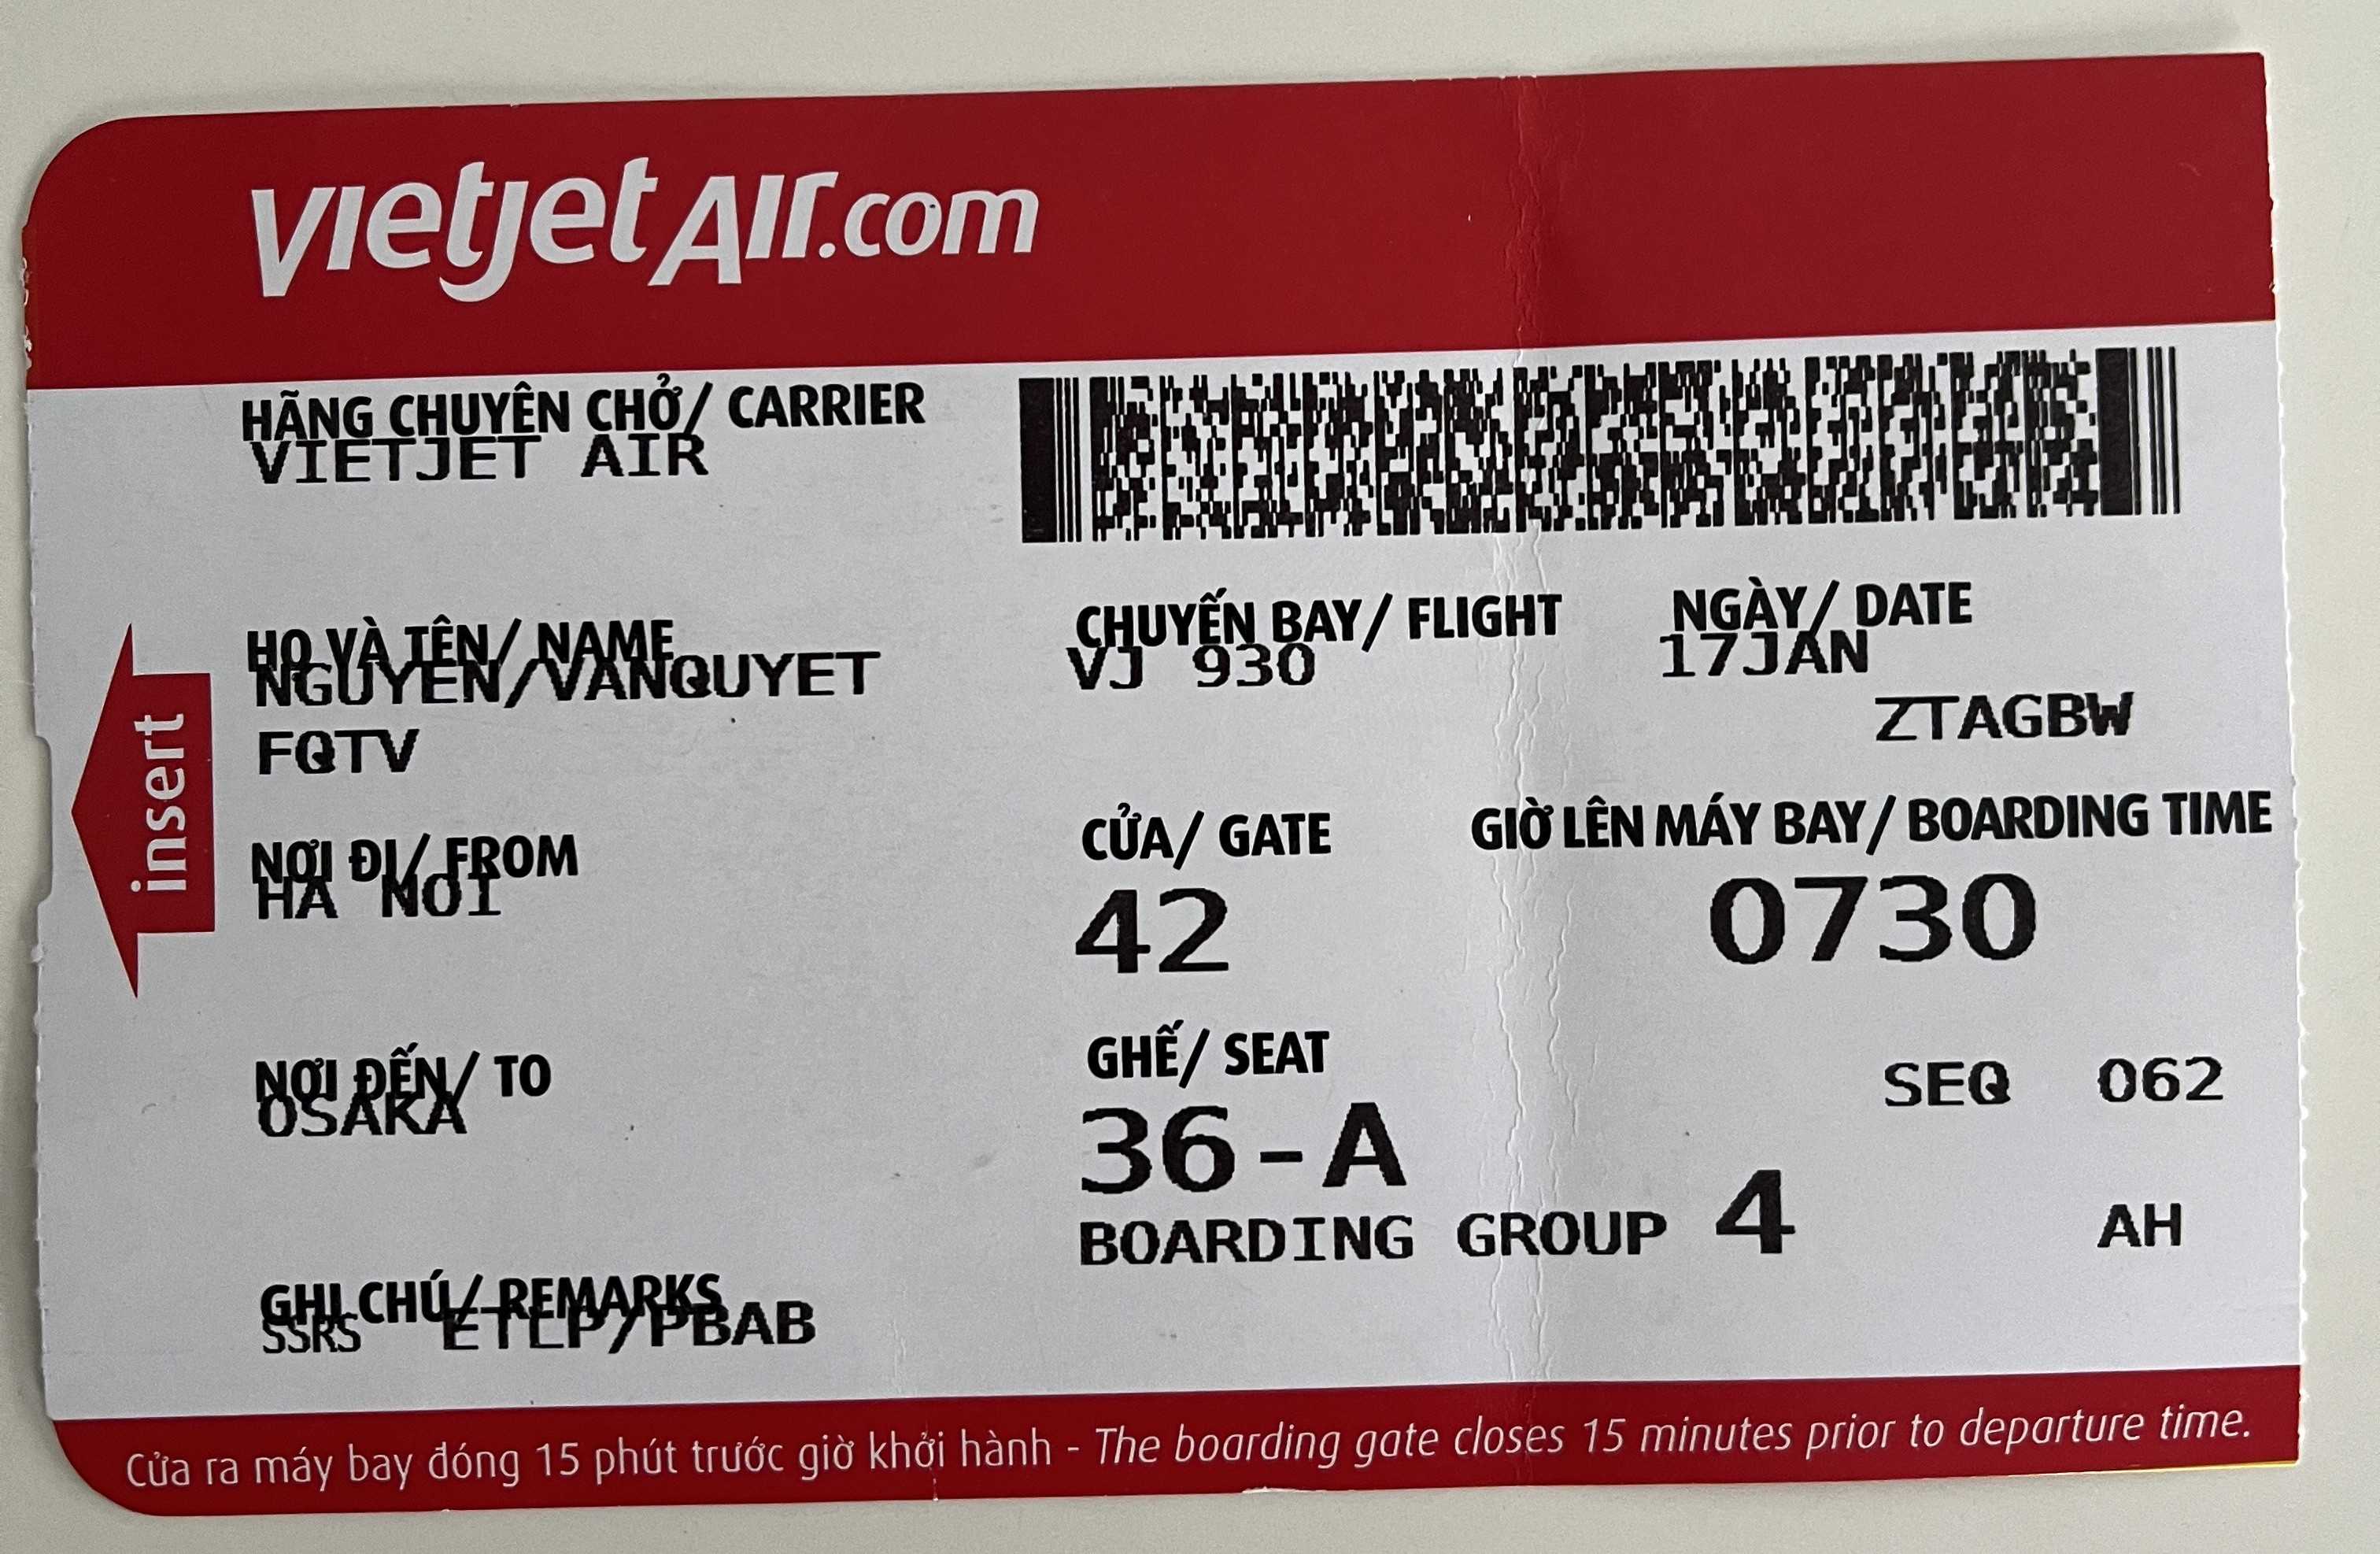 vietjetAir.com
HÃNG CHUYÊN CHỞ/ CARRIER
VIETJET AIR
HỌ VÀ TÊN/ NAME
NGUYEN/VANQUYET
FQTV
CHUYẾN BAY/ FLIGHT
VJ 930
NGÀY/ DATE
17JAN
ZTAGBW
NƠI ĐI/ FROM
HA NOI
CỬA/ GATE
42
GIỜ LÊN MÁY BAY/ BOARDING TIME
0730
NƠI ĐẾN/ TO
OSAKA
GHẾ/ SEAT
36-A
SEQ 062
BOARDING GROUP 4
AH
GHI CHÚ/ REMARKS
SSRS ETLP/PBAB
insert
Cửa ra máy bay đóng 15 phút trước giờ khởi hành - The boarding gate closes 15 minutes prior to departure time.